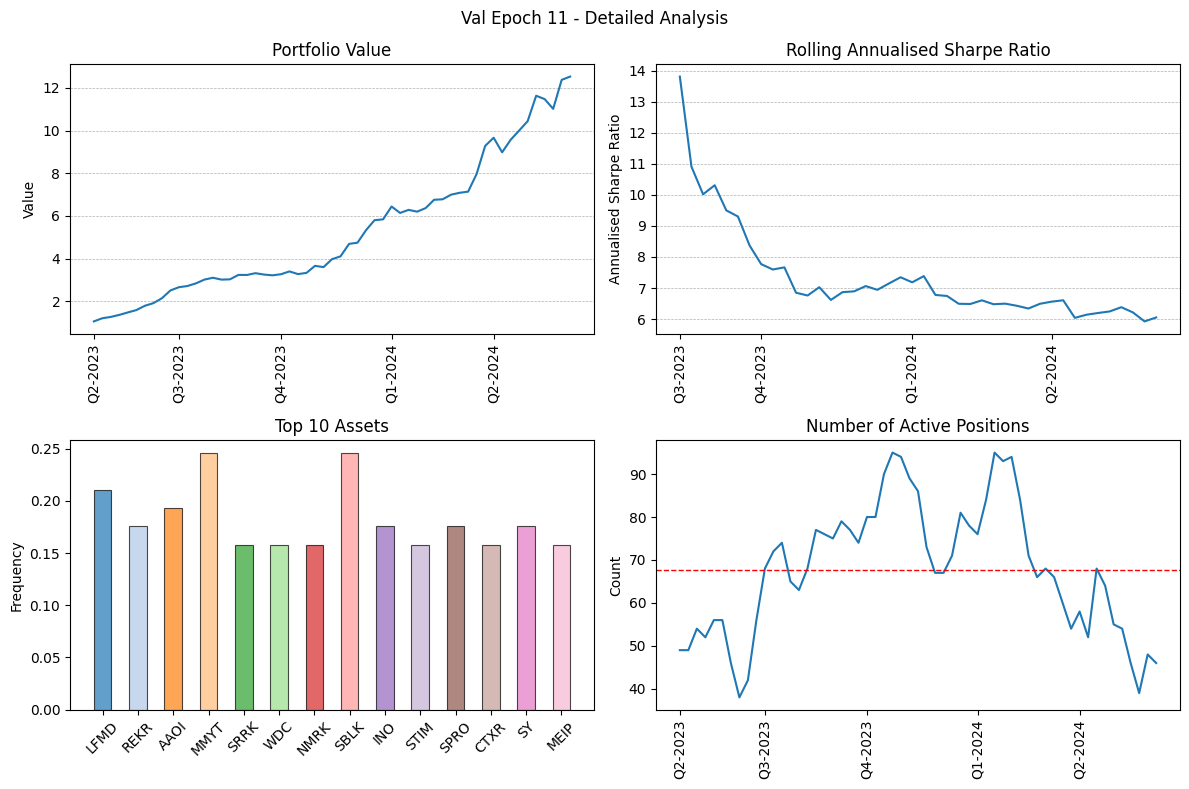 Val Epoch 11 - Detailed Analysis
Portfolio Value
Value
12
10
8
6
4
2
Q2-2023
Q3-2023
Q4-2023
Q1-2024
Q2-2024
Rolling Annualised Sharpe Ratio
Annualised Sharpe Ratio
14
13
12
11
10
9
8
7
6
Q3-2023
Q4-2023
Q1-2024
Q2-2024
Top 10 Assets
Frequency
0.25
0.20
0.15
0.10
0.05
0.00
LFMD
REKR
AAOI
MMYT
SRRK
WDC
NMRK
SBLK
INO
STIM
SPRO
CTXR
SY
MEIP
Number of Active Positions
Count
90
80
70
60
50
40
Q2-2023
Q3-2023
Q4-2023
Q1-2024
Q2-2024